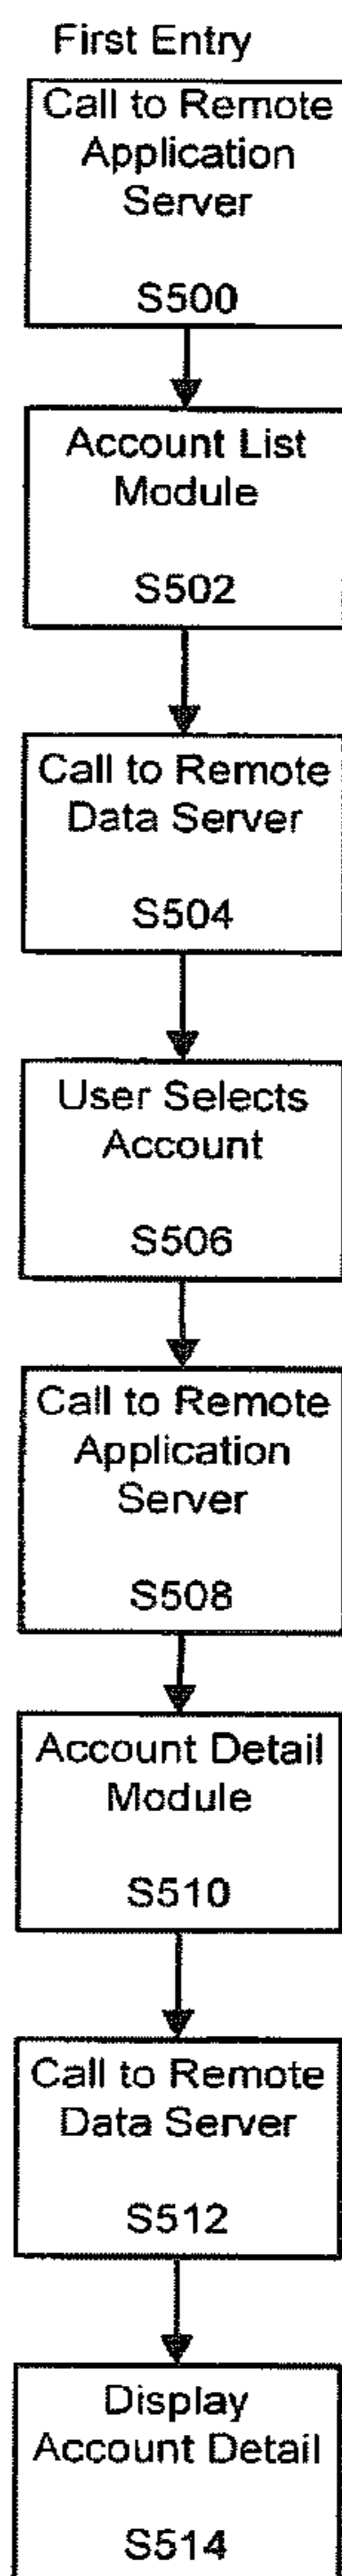 First Entry
Call to Remote
Application
Server
S500
Account List
Module
S502
Call to Remote
Data Server
S504
User Selects
Account
S506
Call to Remote
Application
Server
S508
Account Detail
Module
S510
Call to Remote
Data Server
S512
Display
Account Detail
S514